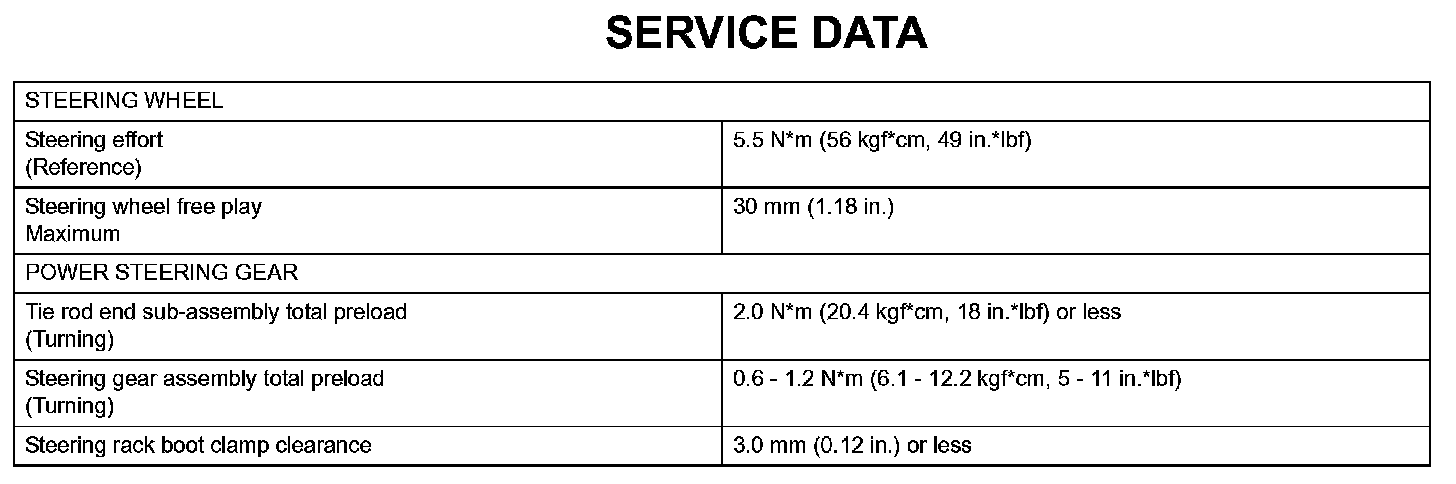 SERVICE DATA
STEERING WHEEL
Steering effort
(Reference)
5.5 N*m (56 kgf*cm, 49 in.*lbf)
Steering wheel free play
Maximum
30 mm (1.18 in.)
POWER STEERING GEAR
Tie rod end sub-assembly total preload
(Turning)
2.0 N*m (20.4 kgf*cm, 18 in.*lbf) or less
Steering gear assembly total preload
(Turning)
0.6 - 1.2 N*m (6.1 - 12.2 kgf*cm, 5 - 11 in.*lbf)
Steering rack boot clamp clearance
3.0 mm (0.12 in.) or less